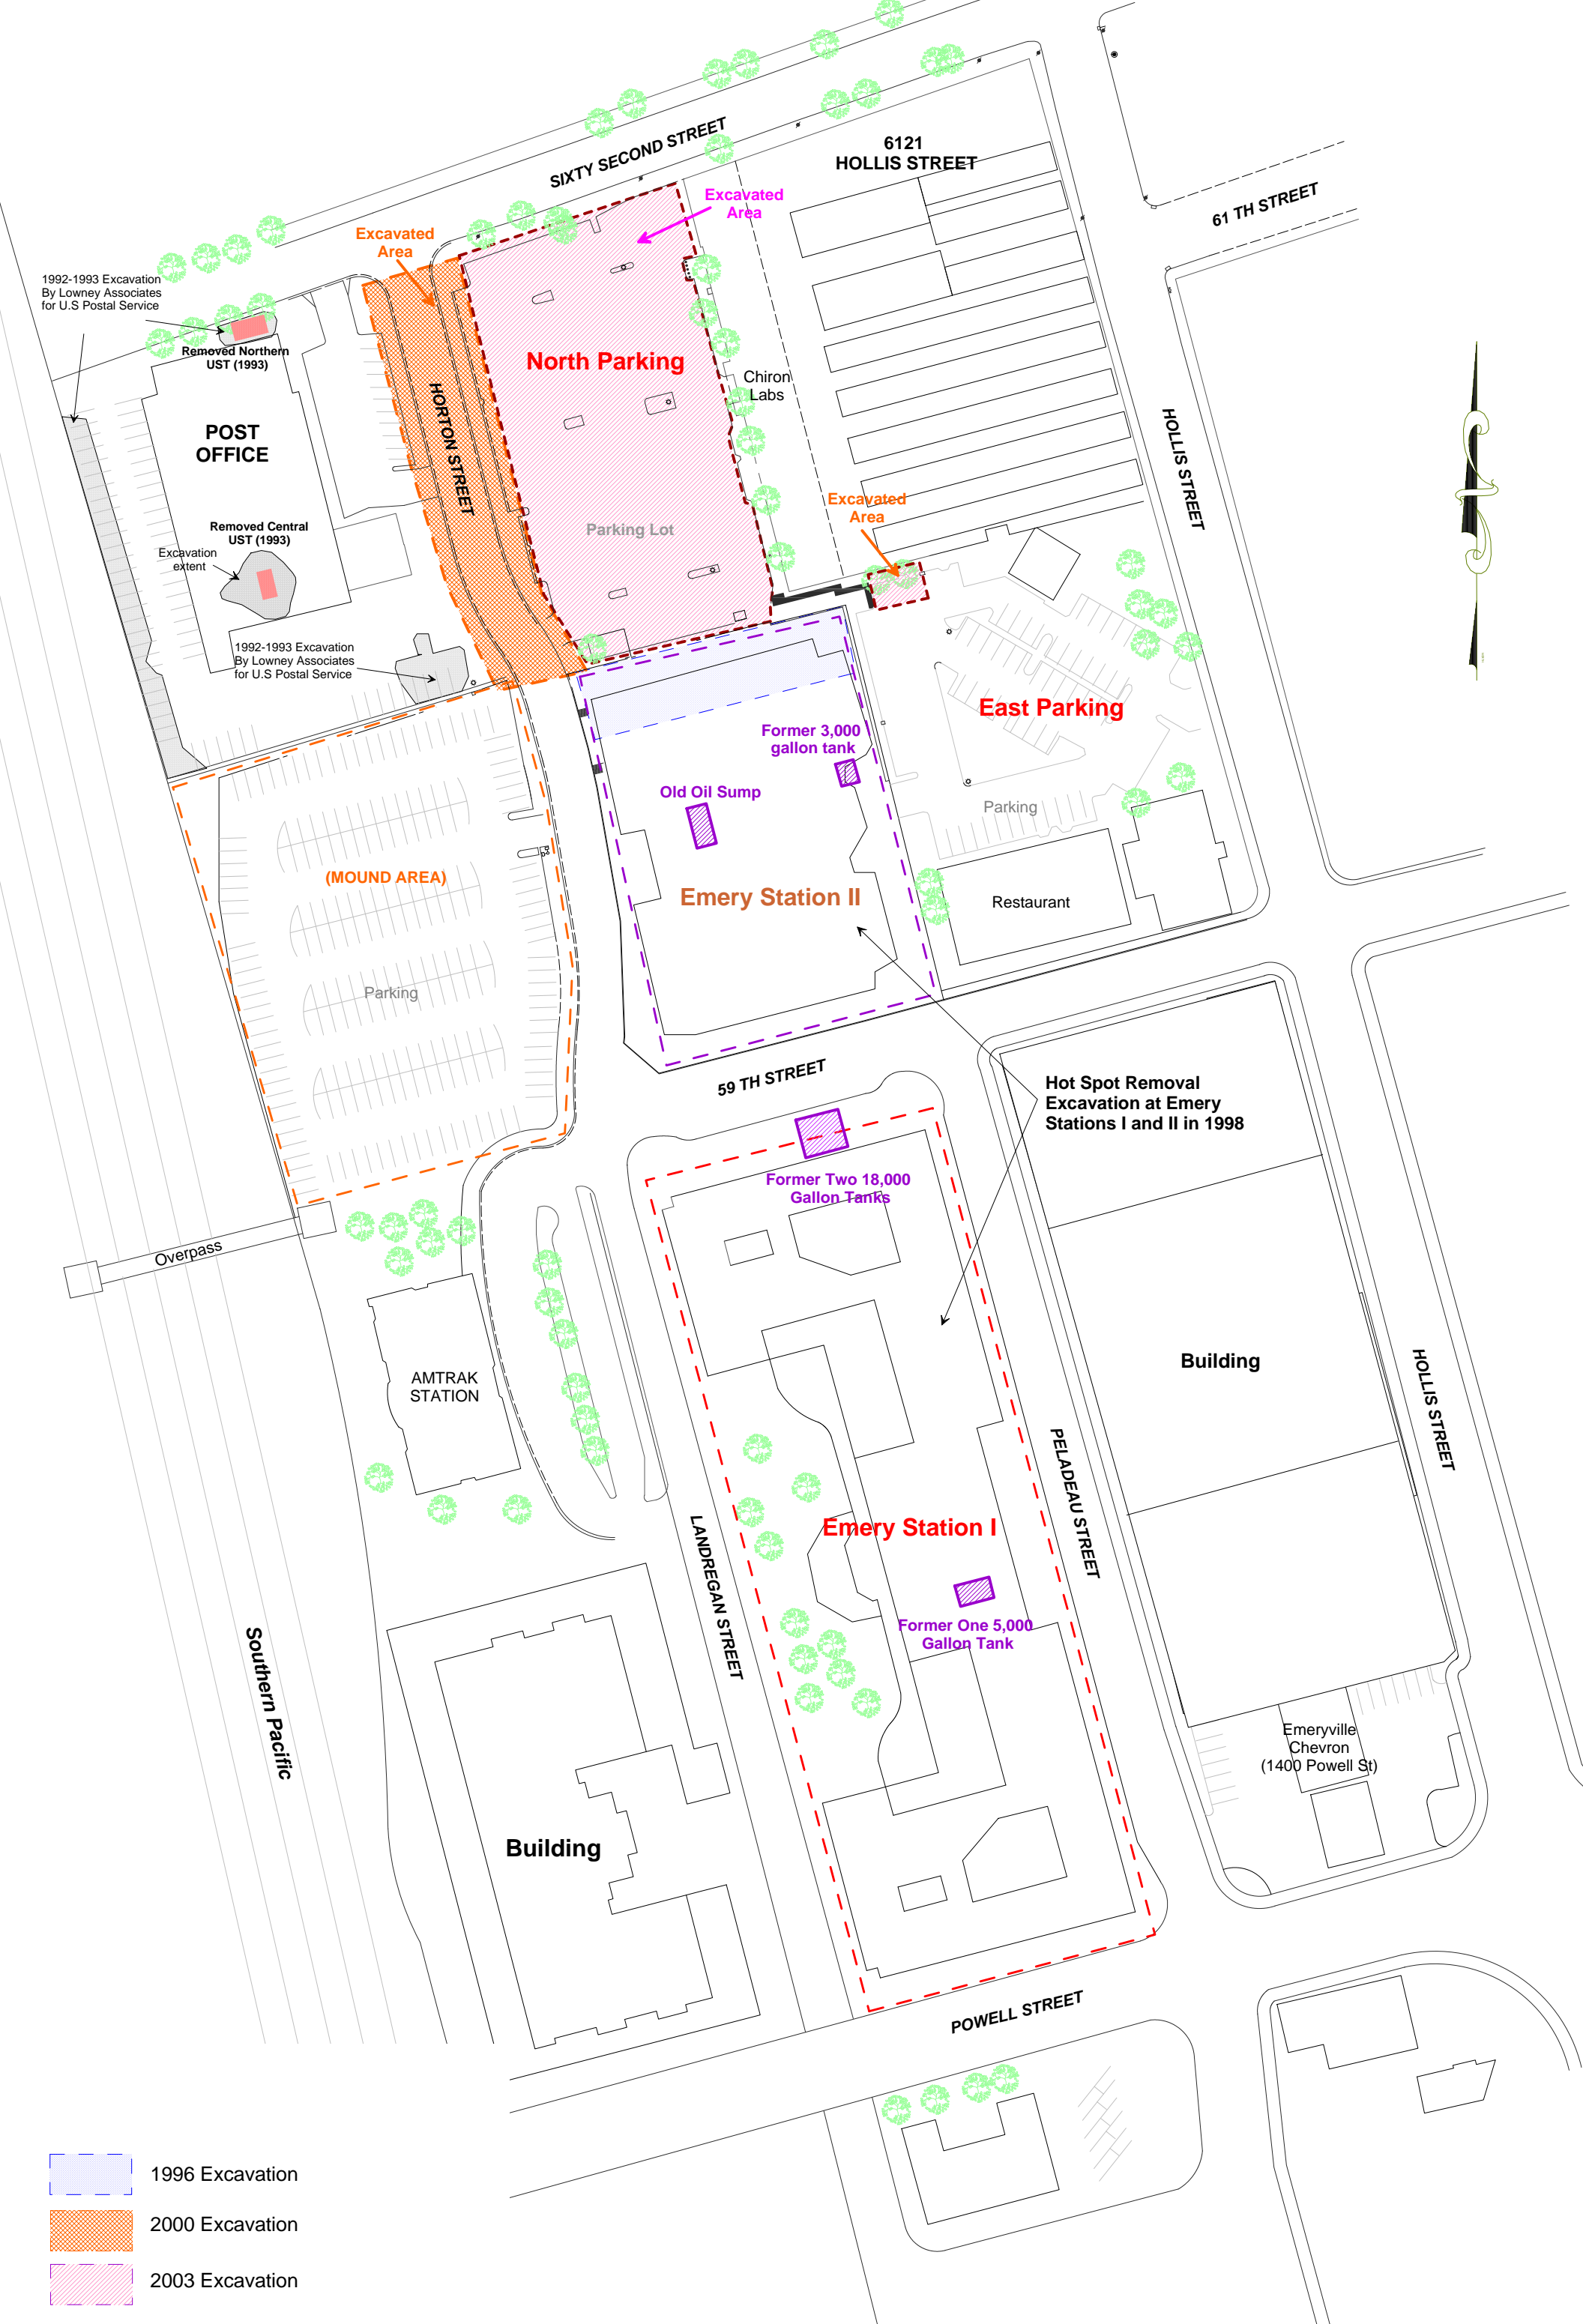 SIXTY SECOND STREET
6121
HOLLIS STREET
61 TH STREET
Excavated
Area
Excavated
Area
1992-1993 Excavation
By Lowney Associates
for U.S Postal Service
Removed Northern
UST (1993)
North Parking
Chiron
Labs
HORTON STREET
HOLLIS STREET
POST
OFFICE
Excavated
Area
Parking Lot
Removed Central
UST (1993)
Excavation
extent
1992-1993 Excavation
By Lowney Associates
for U.S Postal Service
East Parking
Former 3,000
gallon tank
Old Oil Sump
Parking
(MOUND AREA)
Emery Station II
Restaurant
Parking
59 TH STREET
Hot Spot Removal
Excavation at Emery
Stations I and II in 1998
Former Two 18,000
Gallon Tanks
Overpass
AMTRAK
STATION
Building
HOLLIS STREET
PELADEAU STREET
Emery Station I
LANDREGAN STREET
Former One 5,000
Gallon Tank
Southern Pacific
Emeryville
Chevron
(1400 Powell St)
Building
POWELL STREET
1996 Excavation
2000 Excavation
2003 Excavation